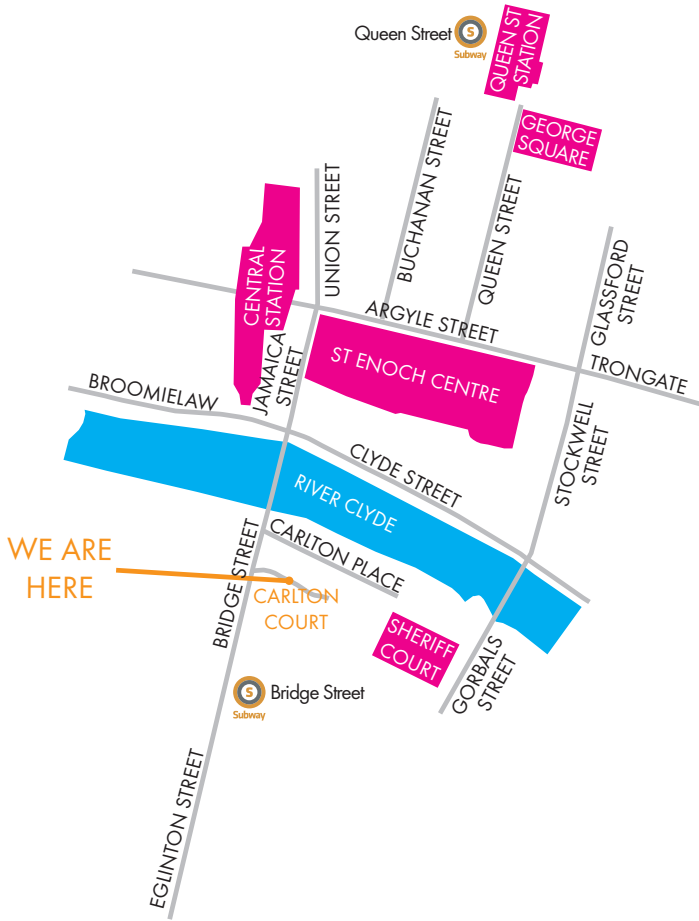 Queen Street
S
Subway
QUEEN ST
STATION
GEORGE
SQUARE
BUCHANAN STREET
QUEEN STREET
UNION STREET
GLASSFORD
STREET
CENTRAL
STATION
ARGYLE STREET
TRONGATE
JAMAICA
STREET
ST ENOCH CENTRE
BROOMIELAW
STOCKWELL
STREET
CLYDE STREET
RIVER CLYDE
WE ARE
HERE
BRIDGE STREET
CARLTON PLACE
CARLTON
COURT
SHERIFF
COURT
GORBALS
STREET
S
Bridge Street
Subway
EGLINTON STREET